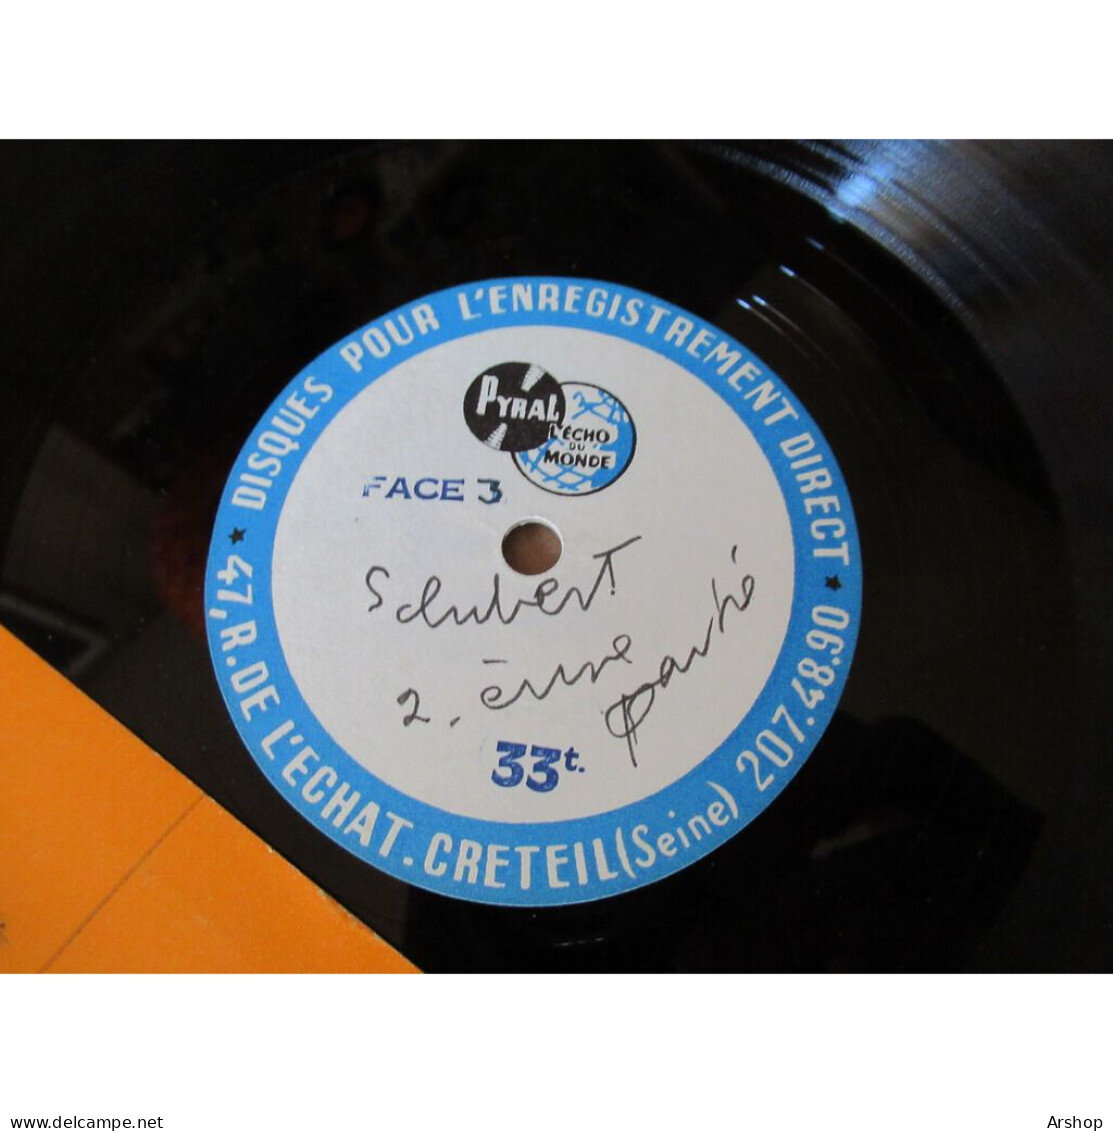 ★ DISQUES POUR L'ENREGISTREMENT DIRECT ★
PYRAL
L'ÉCHO
DU
MONDE
FACE 3
Schubert
2. ème partie
33t.
47, R. DE L'ECHAT. CRETEIL (Seine) 207.48.90
www.delcampe.net
Arshop